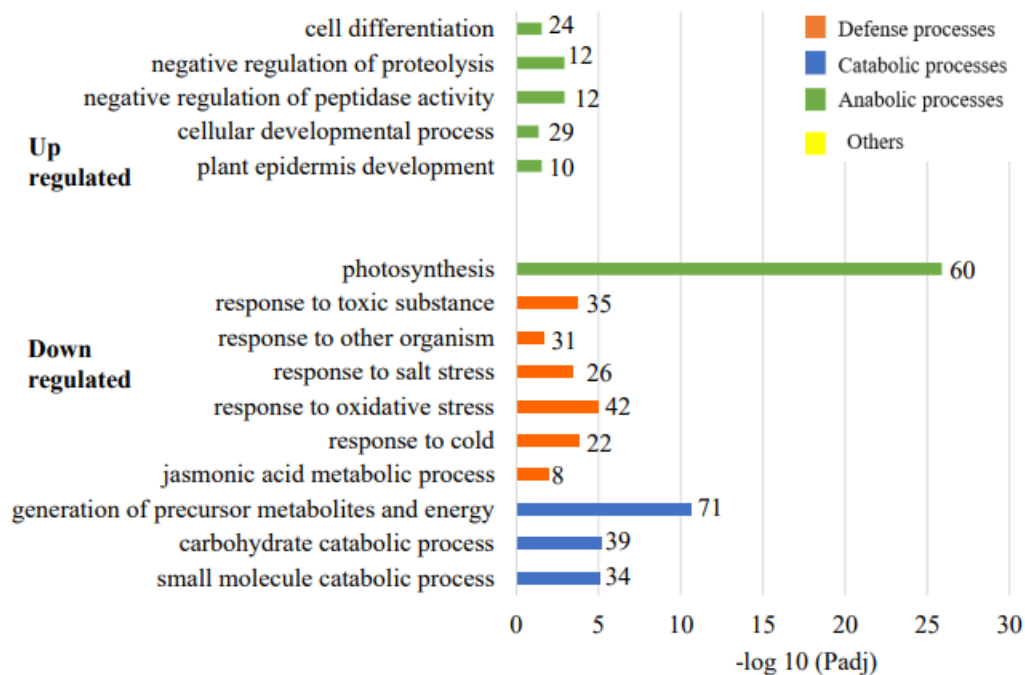 cell differentiation 24
negative regulation of proteolysis 12
negative regulation of peptidase activity 12
cellular developmental process 29
plant epidermis development 10
Up
regulated
Defense processes
Catabolic processes
Anabolic processes
Others
photosynthesis 60
response to toxic substance 35
response to other organism 31
response to salt stress 26
response to oxidative stress 42
response to cold 22
jasmonic acid metabolic process 8
generation of precursor metabolites and energy 71
carbohydrate catabolic process 39
small molecule catabolic process 34
Down
regulated
0 5 10 15 20 25 30
-log 10 (Padj)